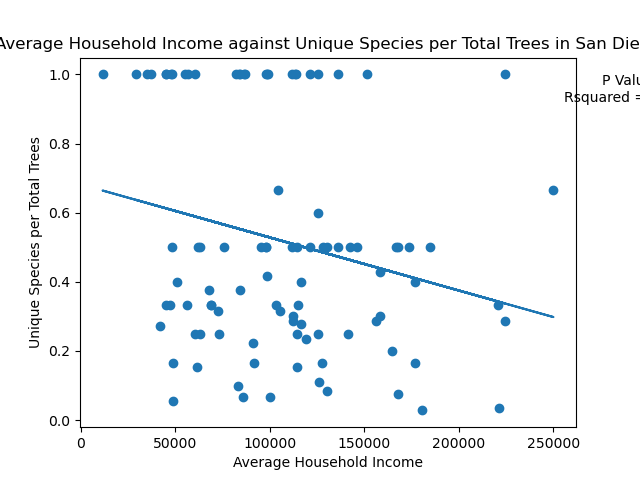 Average Household Income against Unique Species per Total Trees in San
P
Rsquared =
1.0
0.8
0.6
0.4
0.2
0.0
Unique Species per Total Trees
0
50000
100000
150000
200000
250000
Average Household Income